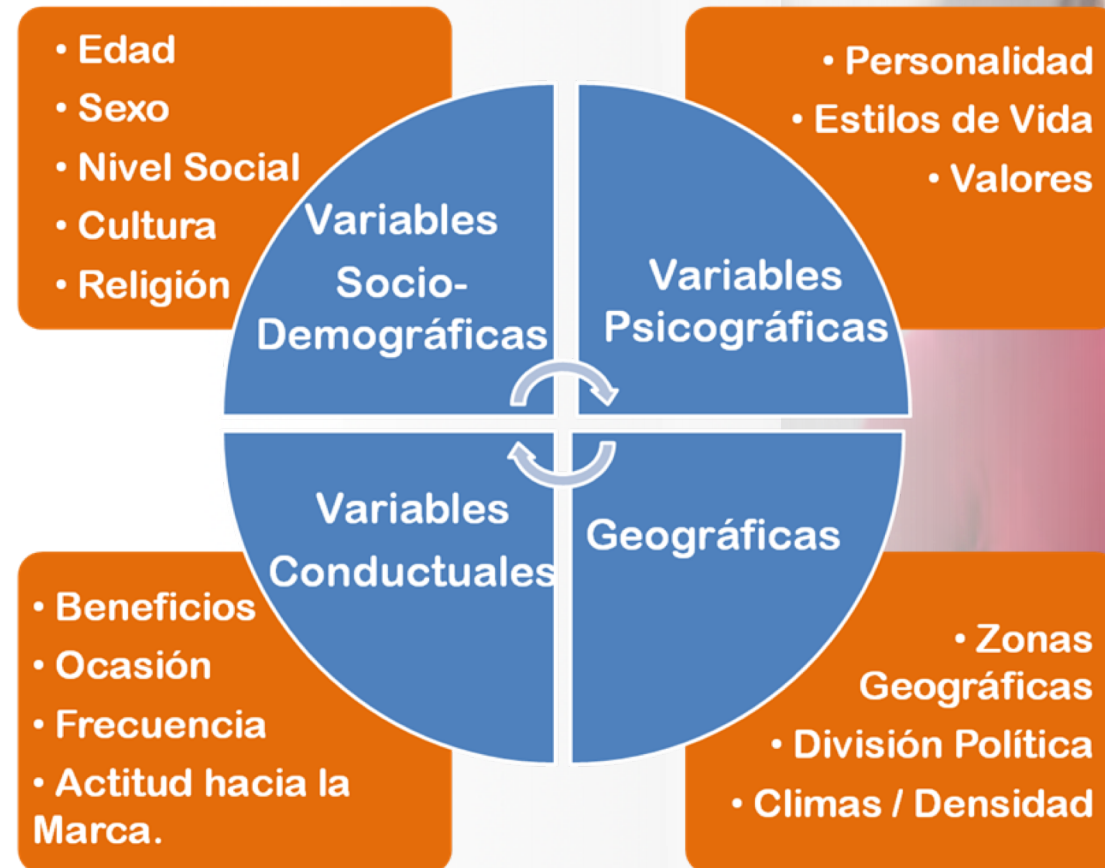 • Edad
• Sexo
• Nivel Social
• Cultura
• Religión
Variables
Socio-
Demográficas
• Personalidad
• Estilos de Vida
• Valores
Variables
Psicográficas
Variables
Conductuales
• Beneficios
• Ocasión
• Frecuencia
• Actitud hacia la
Marca.
Geográficas
• Zonas
Geográficas
• División Política
• Climas / Densidad